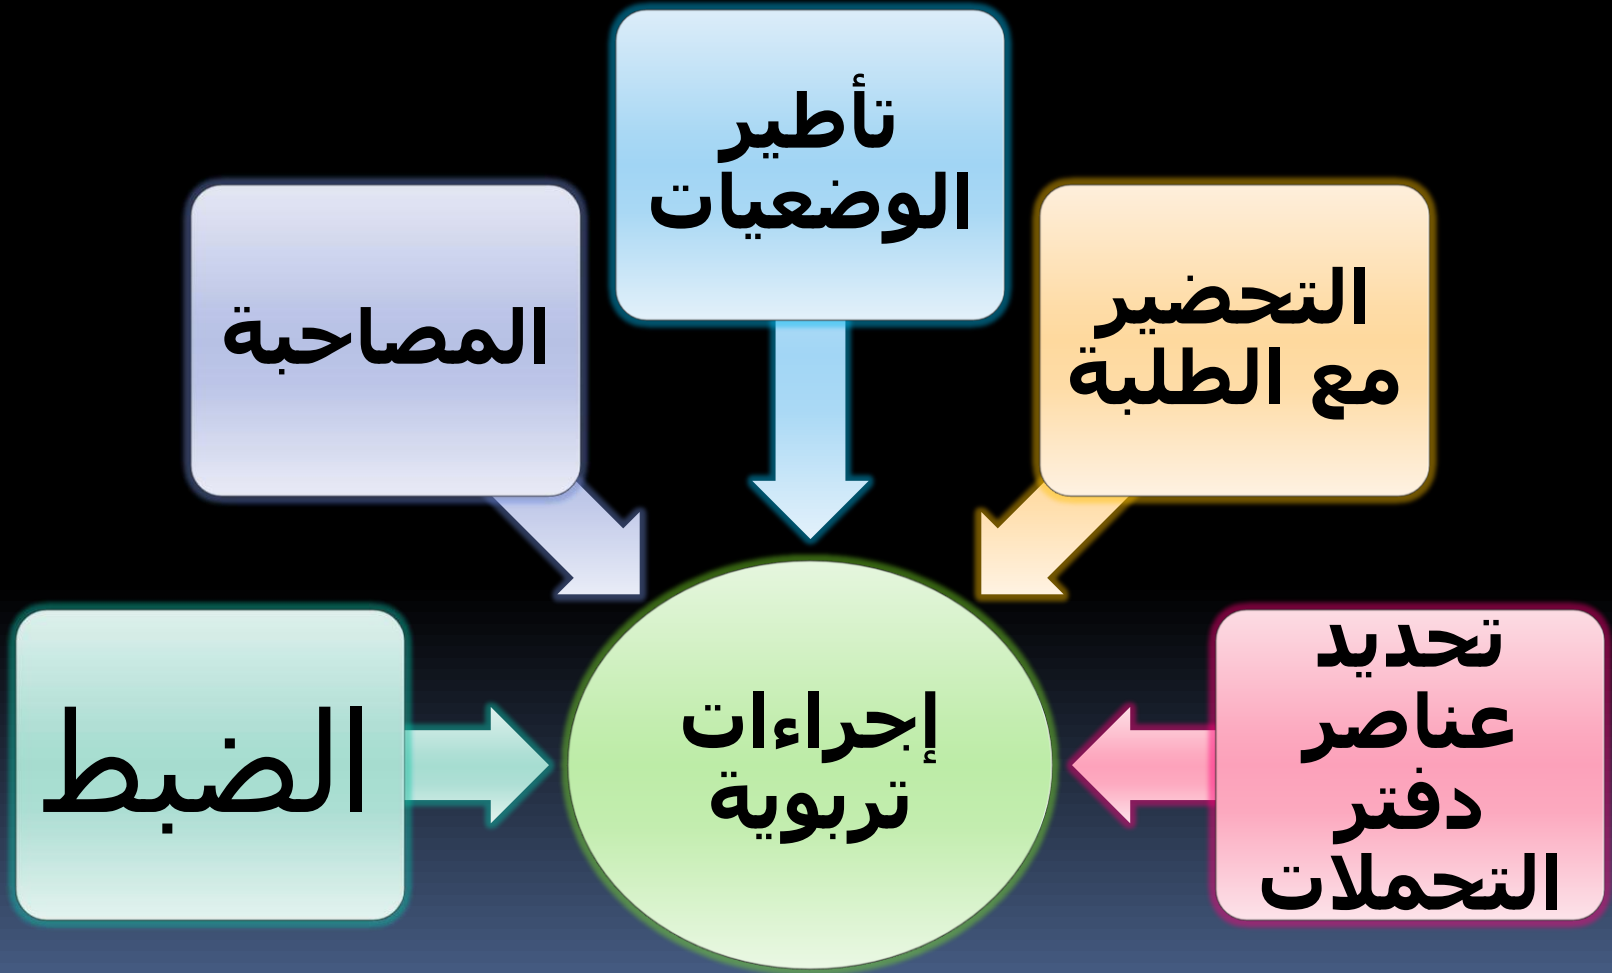 تأطير
الوضعيات
التحضير
مع الطلبة
المصاحبة
تحديد
عناصر
دفتر
التحملات
إجراءات
تربوية
الضبط